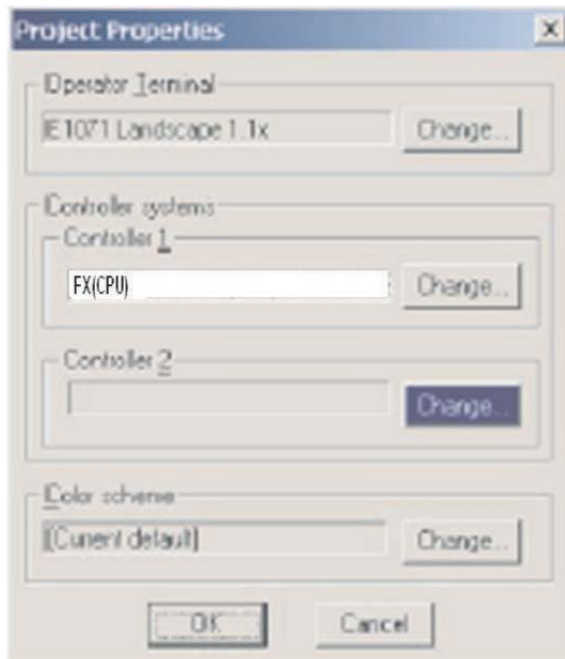 Project Properties
Operator Terminal
E1071 Landscape 1.1x
Change...
Controller systems
Controller 1
FX(CPU)
Change...
Controller 2
Change...
Color scheme
[Current default]
Change...
OK
Cancel